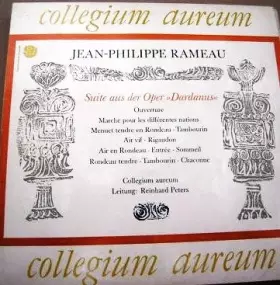 collegium aureum
JEAN-PHILIPPE RAMEAU
Suite aus der Oper »Dardanus«
Ouverture
Marche pour les différentes nations
Menuet tendre en Rondeau · Tambourin
Air vif · Rigaudon
Air en Rondeau · Entrée · Sommeil
Rondeau tendre · Tambourin · Chaconne
Collegium aureum
Leitung: Reinhard Peters
collegium aureum